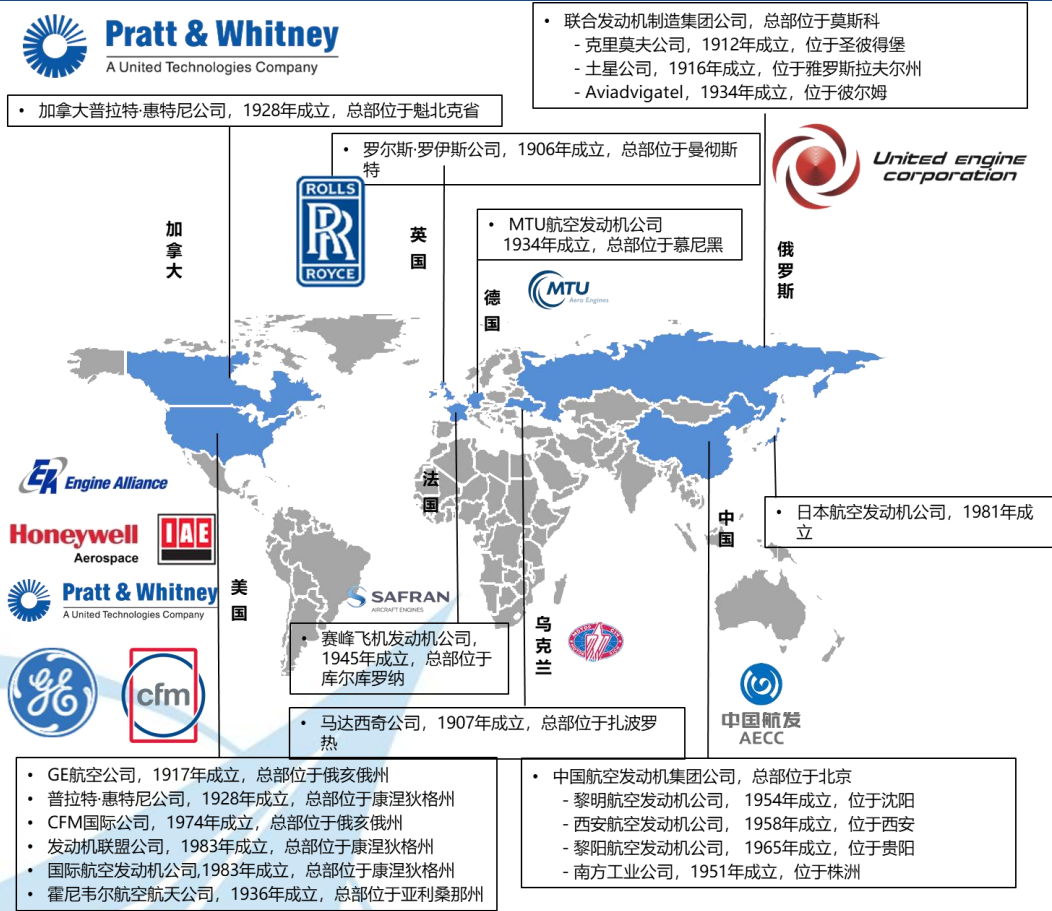 Pratt & Whitney
A United Technologies Company
• 联合发动机制造集团公司，总部位于莫斯科
- 克里莫夫公司，1912年成立，位于圣彼得堡
- 土星公司，1916年成立，位于雅罗斯拉夫尔州
- Aviadvigatel，1934年成立，位于彼尔姆
• 加拿大普拉特·惠特尼公司，1928年成立，总部位于魁北克省
• 罗尔斯·罗伊斯公司，1906年成立，总部位于曼彻斯
特
United engine
corporation
ROLLS
RR
ROYCE
• MTU航空发动机公司
1934年成立，总部位于慕尼黑
加拿大
英国
俄罗斯
MTU
Aero Engines
德国
EA Engine Alliance
法国
中国
• 日本航空发动机公司，1981年成
立
Honeywell
Aerospace
IAE
Pratt & Whitney
A United Technologies Company
美国
SAFRAN
AIRCRAFT ENGINES
乌克兰
• 赛峰飞机发动机公司，
1945年成立，总部位于
库尔库罗纳
GE
cfm
中国航发
AECC
• 马达西奇公司，1907年成立，总部位于扎波罗
热
• GE航空公司，1917年成立，总部位于俄亥俄州
• 普拉特·惠特尼公司，1928年成立，总部位于康涅狄格州
• CFM国际公司，1974年成立，总部位于俄亥俄州
• 发动机联盟公司，1983年成立，总部位于康涅狄格州
• 国际航空发动机公司,1983年成立，总部位于康涅狄格州
• 霍尼韦尔航空航天公司，1936年成立，总部位于亚利桑那州
• 中国航空发动机集团公司，总部位于北京
- 黎明航空发动机公司， 1954年成立，位于沈阳
- 西安航空发动机公司， 1958年成立，位于西安
- 黎阳航空发动机公司， 1965年成立，位于贵阳
- 南方工业公司，1951年成立，位于株洲